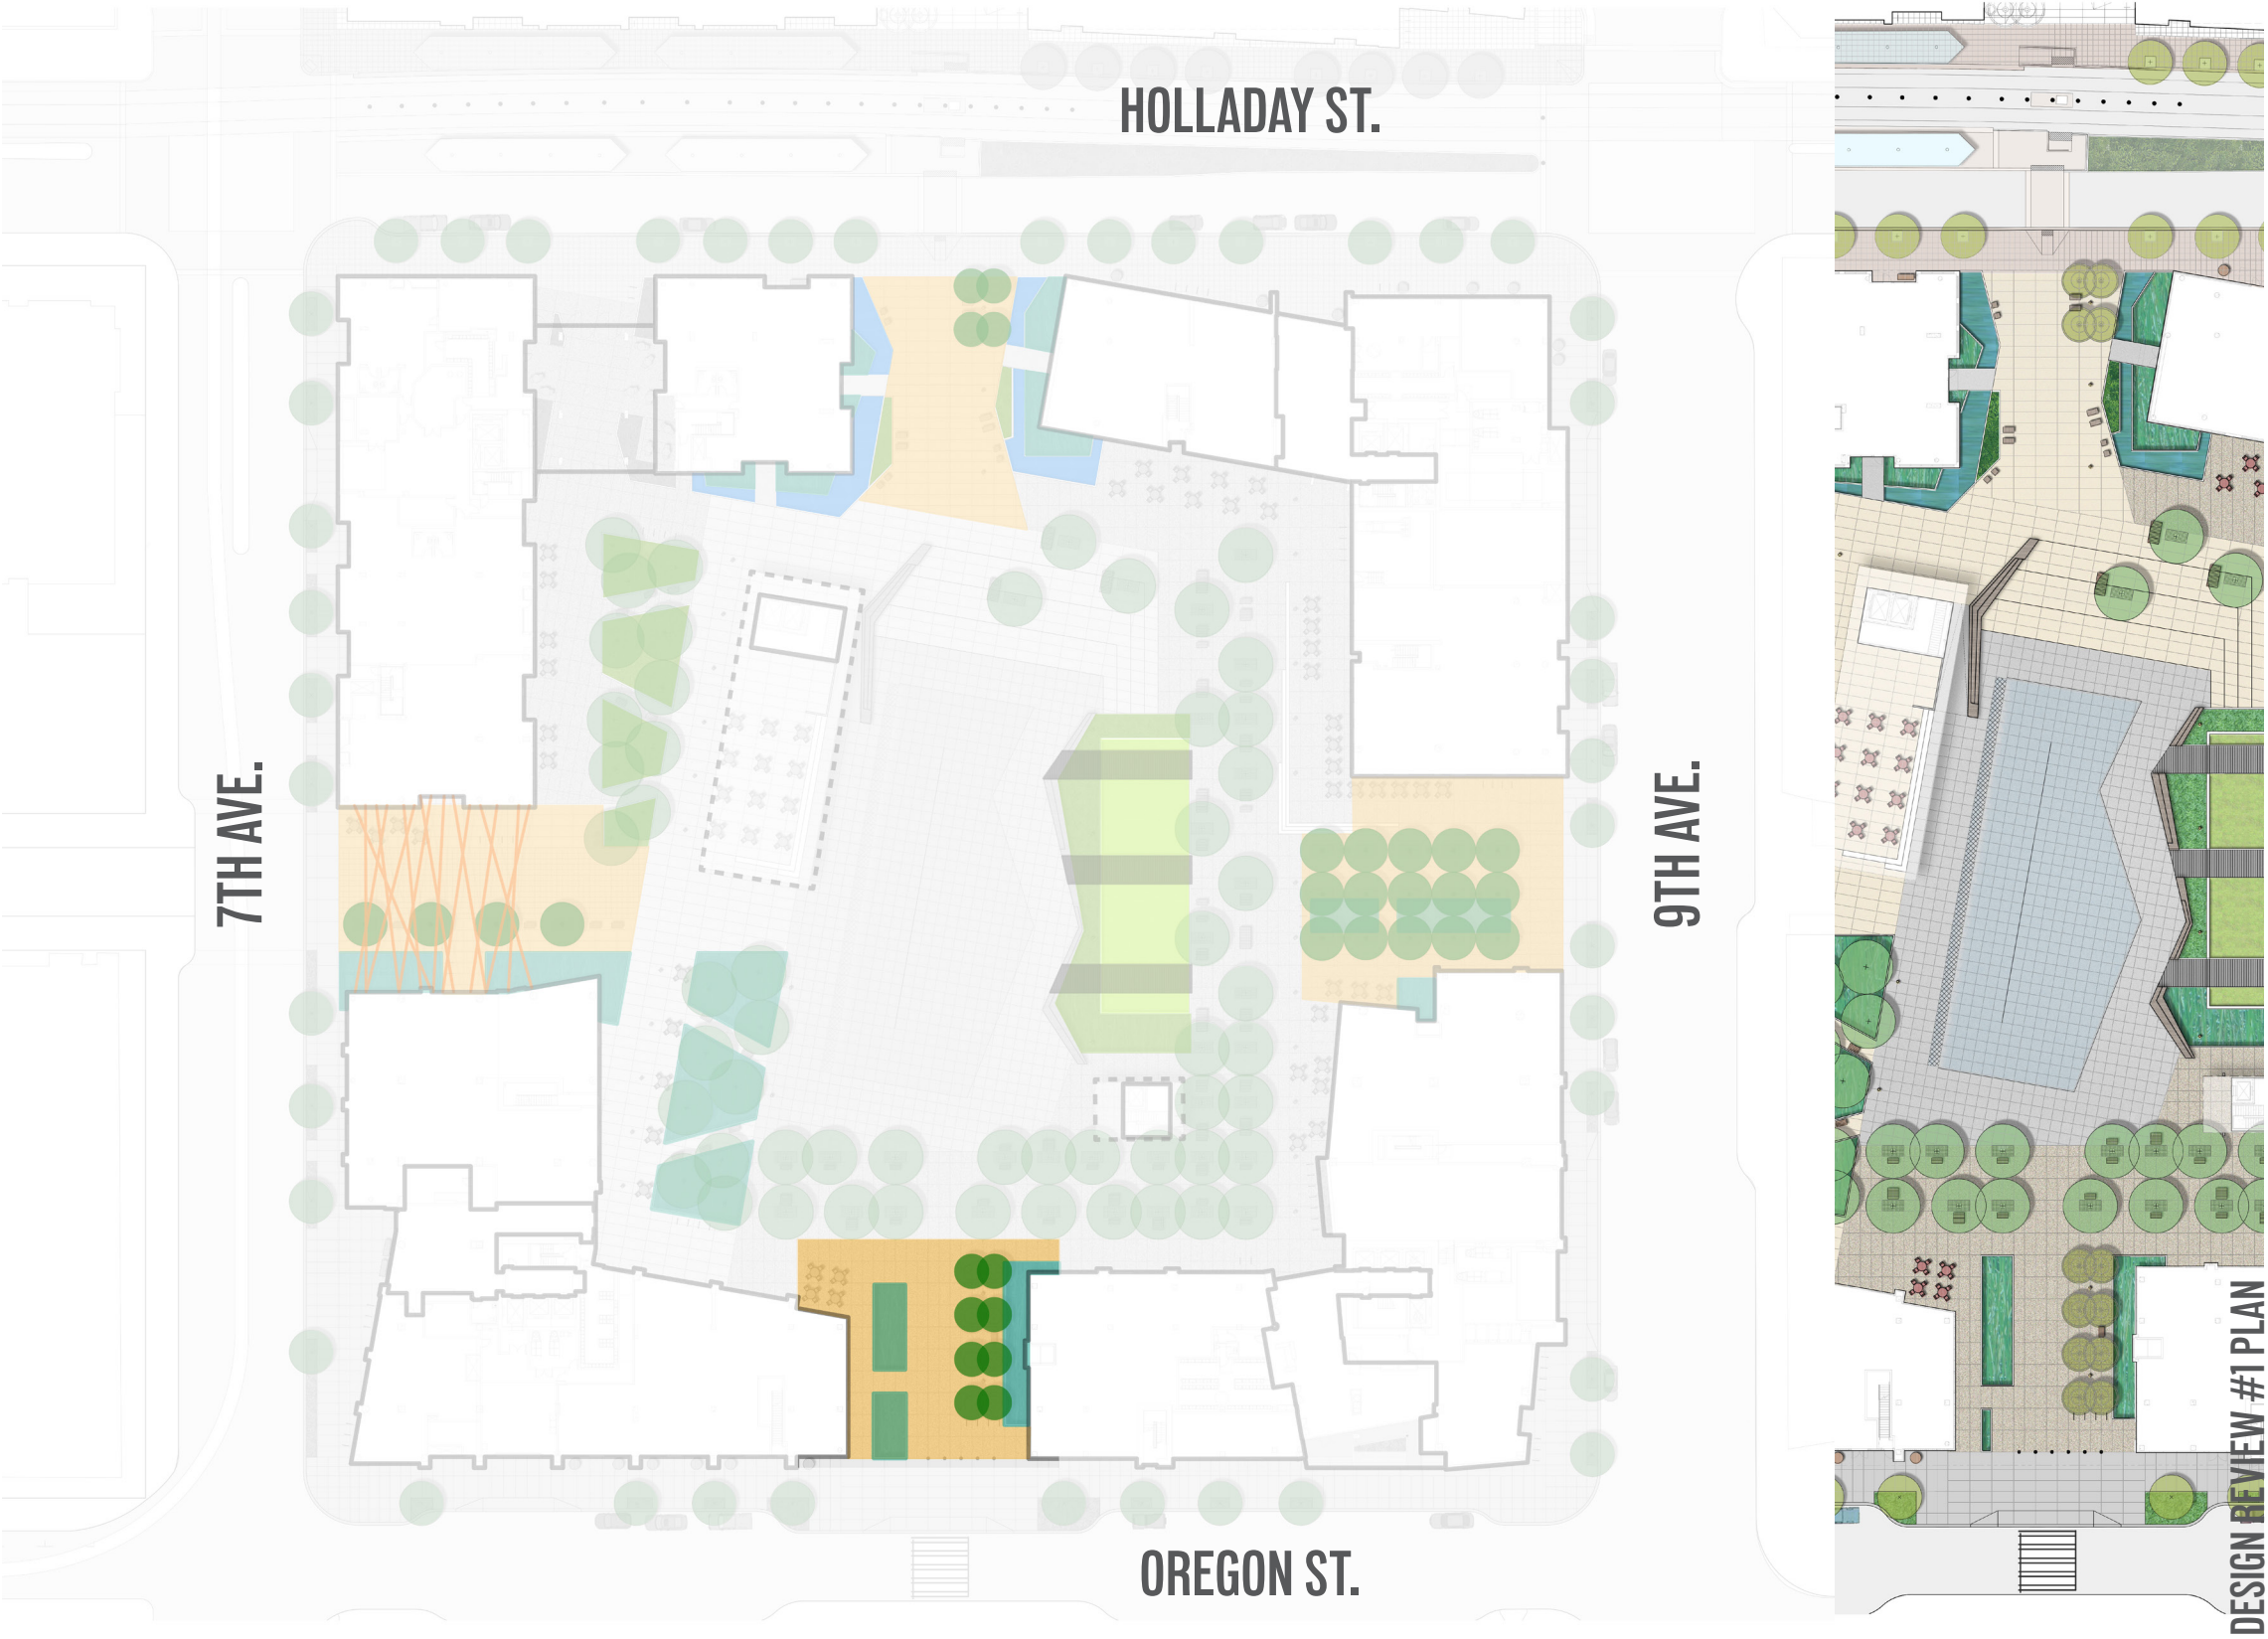 HOLLADAY ST.
7TH AVE.
9TH AVE.
OREGON ST.
DESIGN REVIEW #1 PLAN